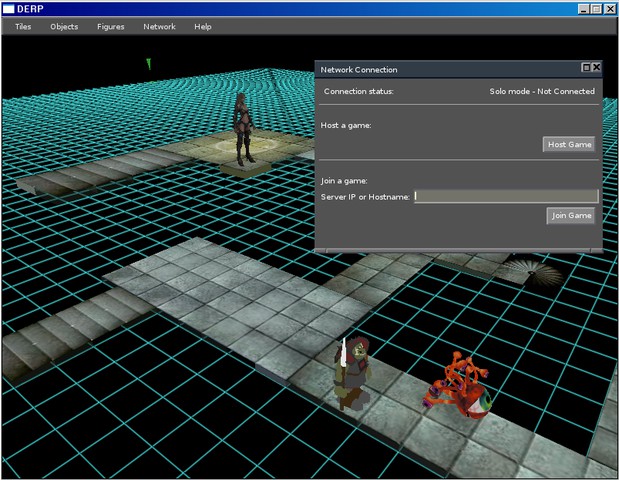 DERP
Tiles Objects Figures Network Help
Network Connection
Connection status: Solo mode - Not Connected
Host a game:
Host Game
Join a game:
Server IP or Hostname:
Join Game